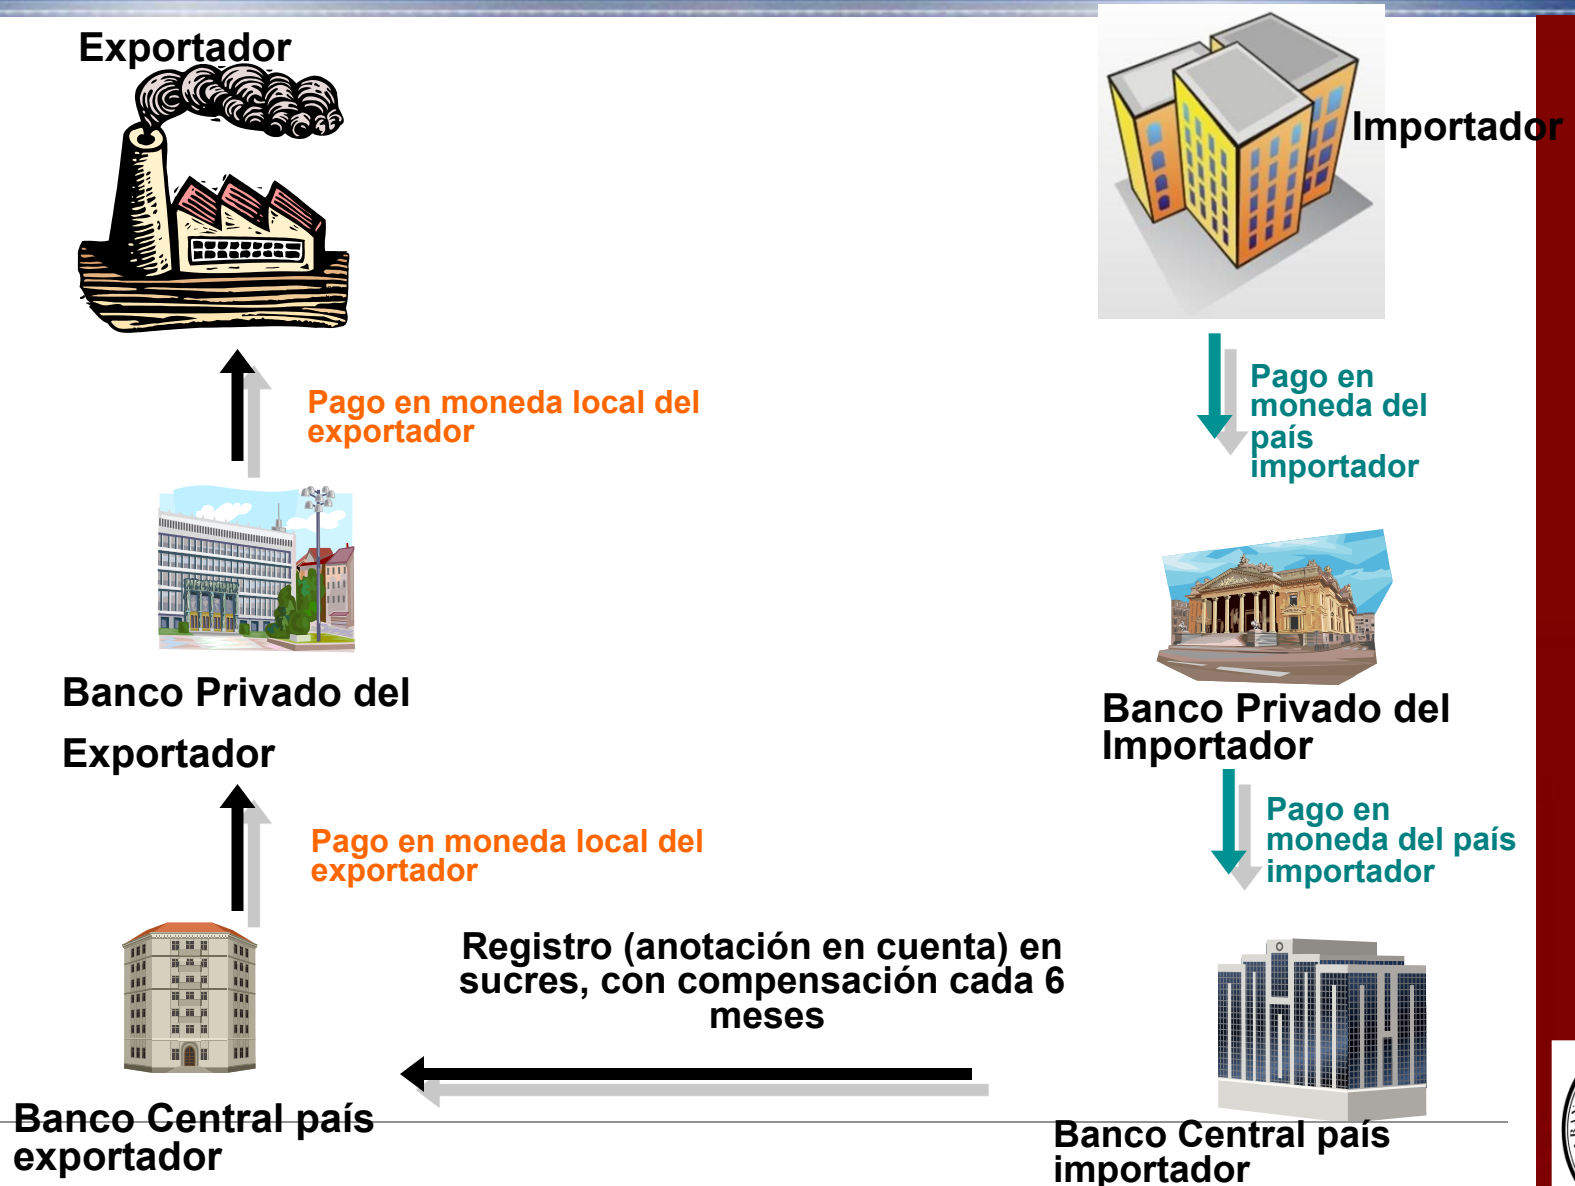 Exportador
Importador
Pago en moneda local del
exportador
Pago en
moneda del
país
importador
Banco Privado del
Exportador
Banco Privado del
Importador
Pago en moneda local del
exportador
Pago en
moneda del país
importador
Registro (anotación en cuenta) en
sucres, con compensación cada 6
meses
Banco Central país
exportador
Banco Central país
importador